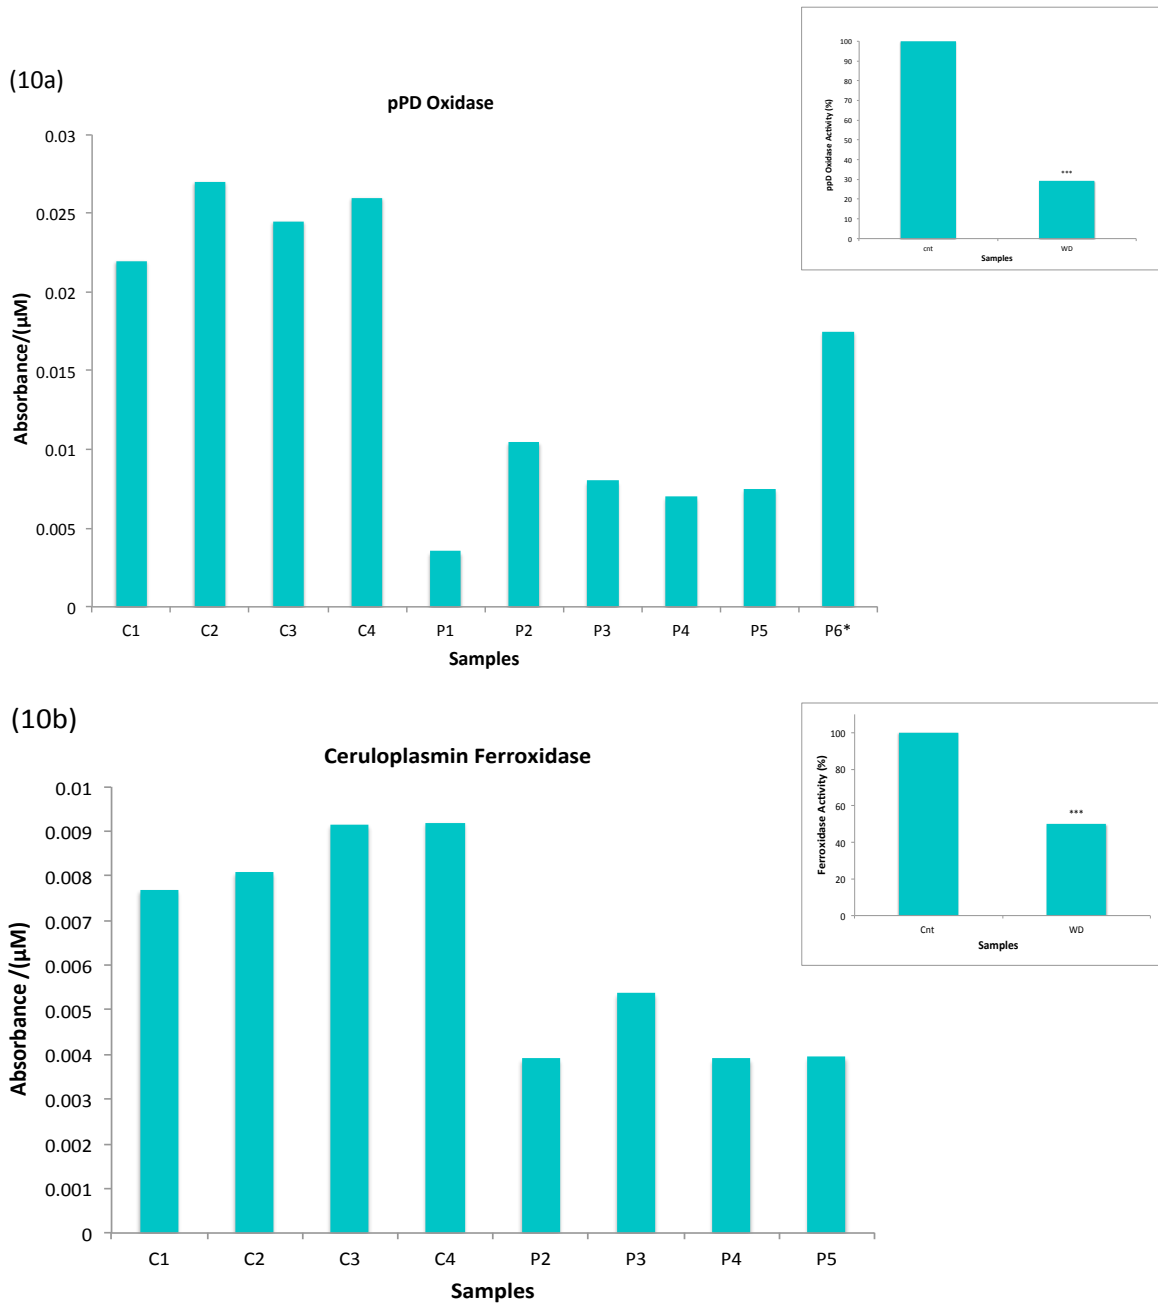 (10a)
pPD Oxidase
0.03
0.025
0.02
0.015
0.01
0.005
0
Absorbance/(µM)
C1 C2 C3 C4 P1 P2 P3 P4 P5 P6*
Samples
100
90
80
70
60
50
40
30
20
10
0
ppD Oxidase Activity (%)
***
cnt WD
Samples
(10b)
Ceruloplasmin Ferroxidase
0.01
0.009
0.008
0.007
0.006
0.005
0.004
0.003
0.002
0.001
0
Absorbance /(µM)
C1 C2 C3 C4 P2 P3 P4 P5
Samples
100
80
60
40
20
0
Ferroxidase Activity (%)
***
Cnt WD
Samples